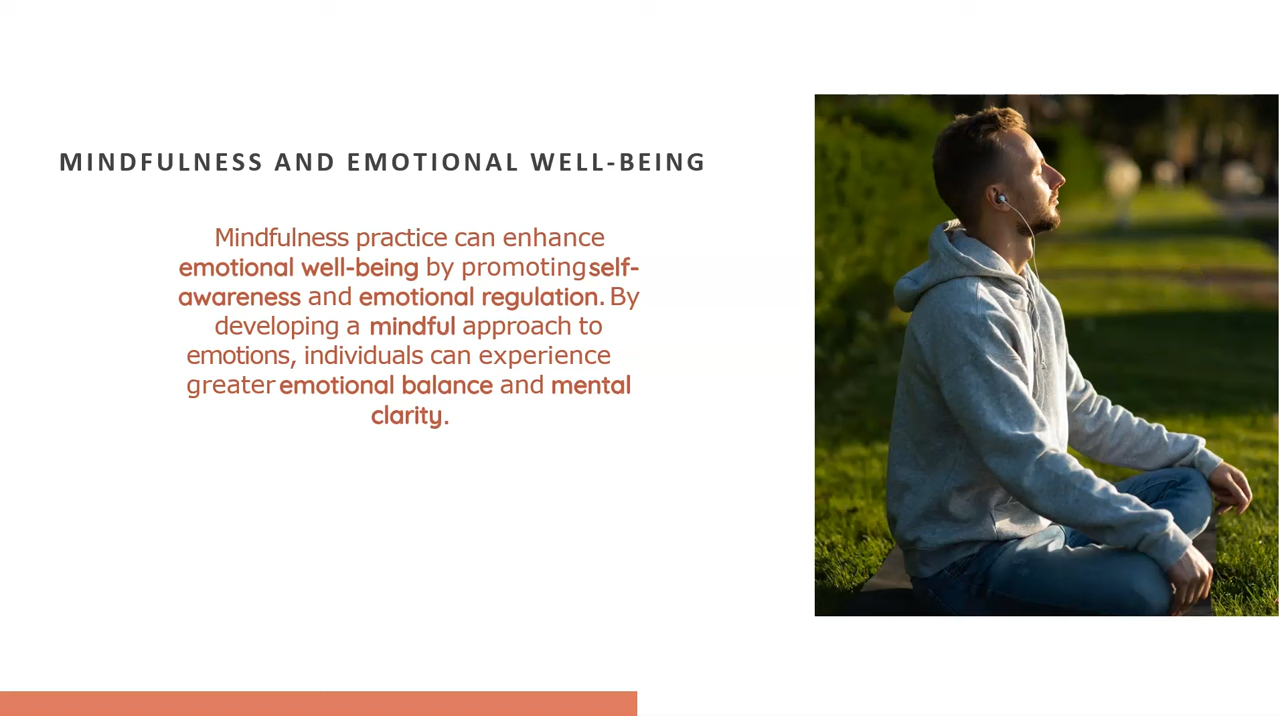 MINDFULNESS AND EMOTIONAL WELL-BEING
Mindfulness practice can enhance
emotional well-being by promoting self-
awareness and emotional regulation. By
developing a mindful approach to
emotions, individuals can experience
greater emotional balance and mental
clarity.